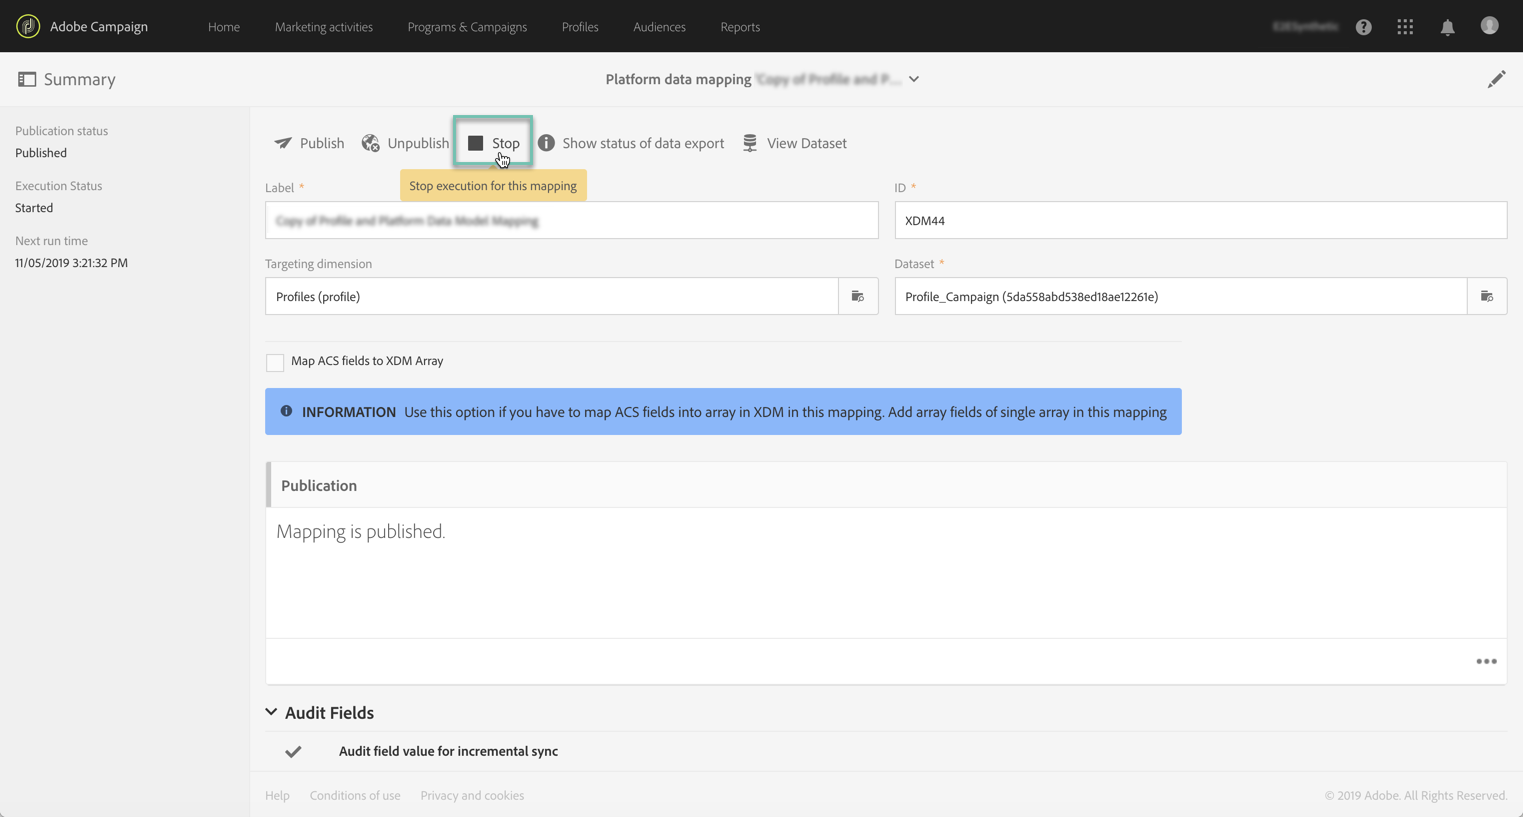 Adobe Campaign
Home
Marketing activities
Programs & Campaigns
Profiles
Audiences
Reports
Summary
Platform data mapping
Publication status
Published
Execution Status
Started
Next run time
11/05/2019 3:21:32 PM
Publish
Unpublish
Stop
Show status of data export
View Dataset
Stop execution for this mapping
Label *
ID *
XDM44
Targeting dimension
Dataset *
Profiles (profile)
Profile_Campaign (5da558abd538ed18ae12261e)
Map ACS fields to XDM Array
INFORMATION Use this option if you have to map ACS fields into array in XDM in this mapping. Add array fields of single array in this mapping
Publication
Mapping is published.
Audit Fields
Audit field value for incremental sync
Help
Conditions of use
Privacy and cookies
© 2019 Adobe. All Rights Reserved.